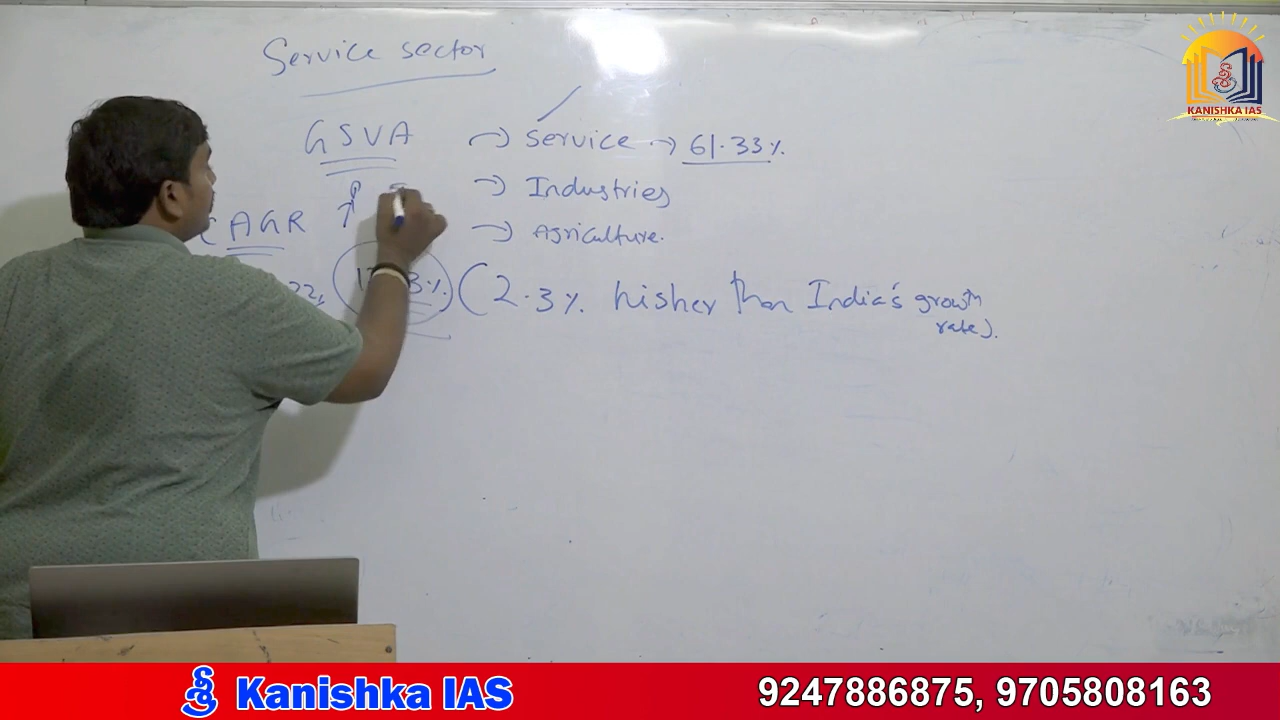 Service sector
GSVA → Service → 61.33%.
→ Industries
CAGR
→ Agriculture.
(2.3% higher than India's growth
rate).
KANISHKA IAS
శ్రీ Kanishka IAS
9247886875, 9705808163